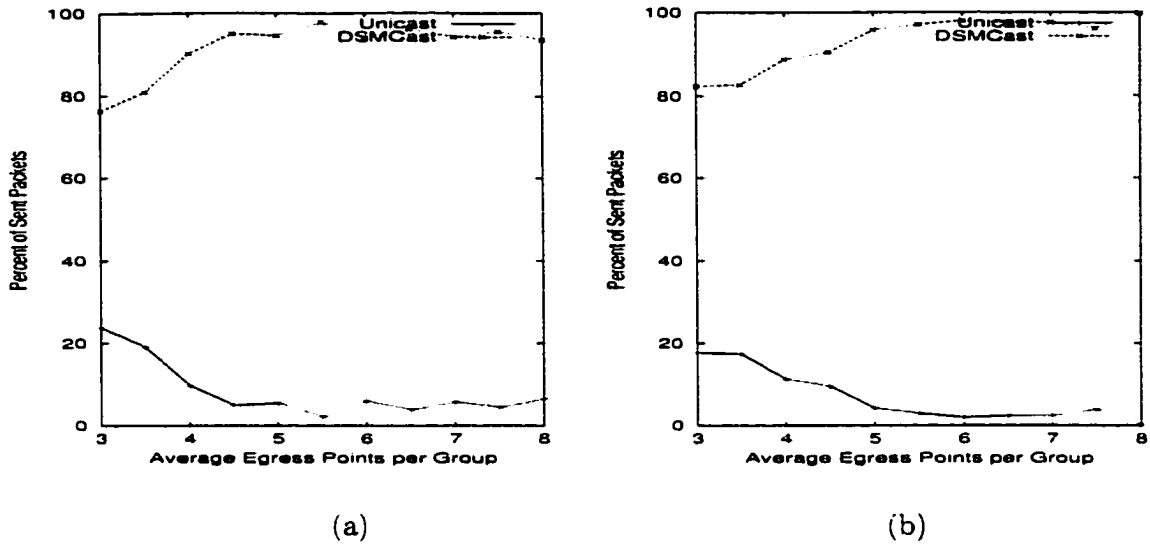 100
80
60
40
20
0
Percent of Sent Packets
Unicast
DSMCast
3 4 5 6 7 8
Average Egress Points per Group
(a)
100
80
60
40
20
0
Percent of Sent Packets
Unicast
DSMCast
3 4 5 6 7 8
Average Egress Points per Group
(b)